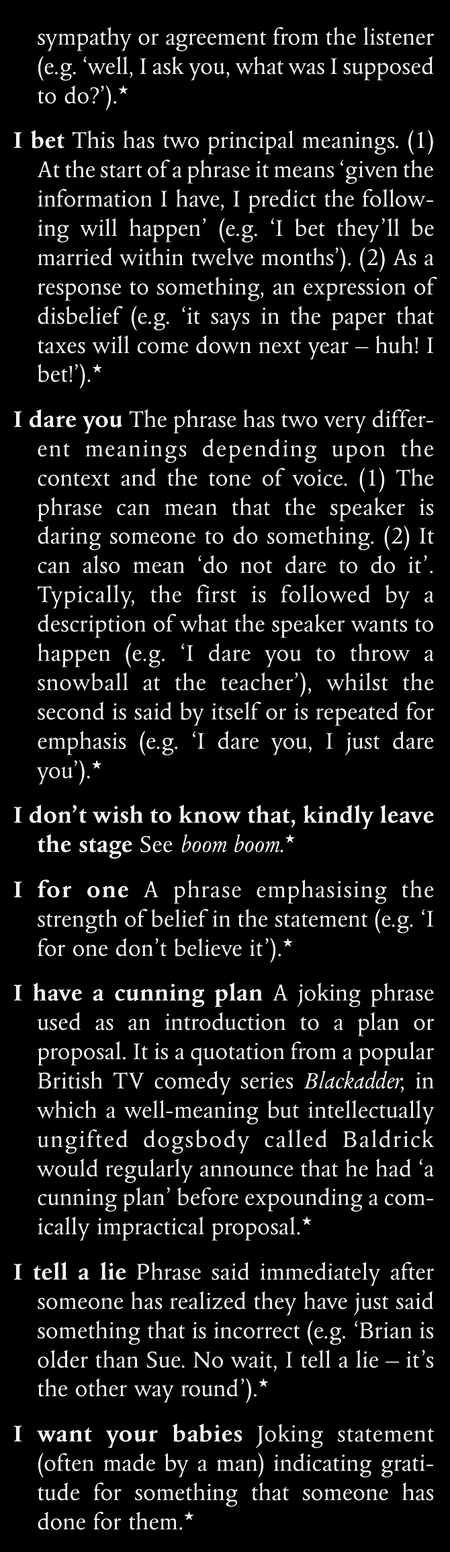 sympathy or agreement from the listener
(e.g. ‘well, I ask you, what was I supposed
to do?’).★
I bet This has two principal meanings. (1)
At the start of a phrase it means ‘given the
information I have, I predict the follow-
ing will happen’ (e.g. ‘I bet they’ll be
married within twelve months’). (2) As a
response to something, an expression of
disbelief (e.g. ‘it says in the paper that
taxes will come down next year – huh! I
bet!’).★
I dare you The phrase has two very differ-
ent meanings depending upon the
context and the tone of voice. (1) The
phrase can mean that the speaker is
daring someone to do something. (2) It
can also mean ‘do not dare to do it’.
Typically, the first is followed by a
description of what the speaker wants to
happen (e.g. ‘I dare you to throw a
snowball at the teacher’), whilst the
second is said by itself or is repeated for
emphasis (e.g. ‘I dare you, I just dare
you’).★
I don’t wish to know that, kindly leave
the stage See boom boom.★
I for one A phrase emphasising the
strength of belief in the statement (e.g. ‘I
for one don’t believe it’).★
I have a cunning plan A joking phrase
used as an introduction to a plan or
proposal. It is a quotation from a popular
British TV comedy series Blackadder, in
which a well-meaning but intellectually
ungifted dogsbody called Baldrick
would regularly announce that he had ‘a
cunning plan’ before expounding a com-
ically impractical proposal.★
I tell a lie Phrase said immediately after
someone has realized they have just said
something that is incorrect (e.g. ‘Brian is
older than Sue. No wait, I tell a lie – it’s
the other way round’).★
I want your babies Joking statement
(often made by a man) indicating grati-
tude for something that someone has
done for them.★